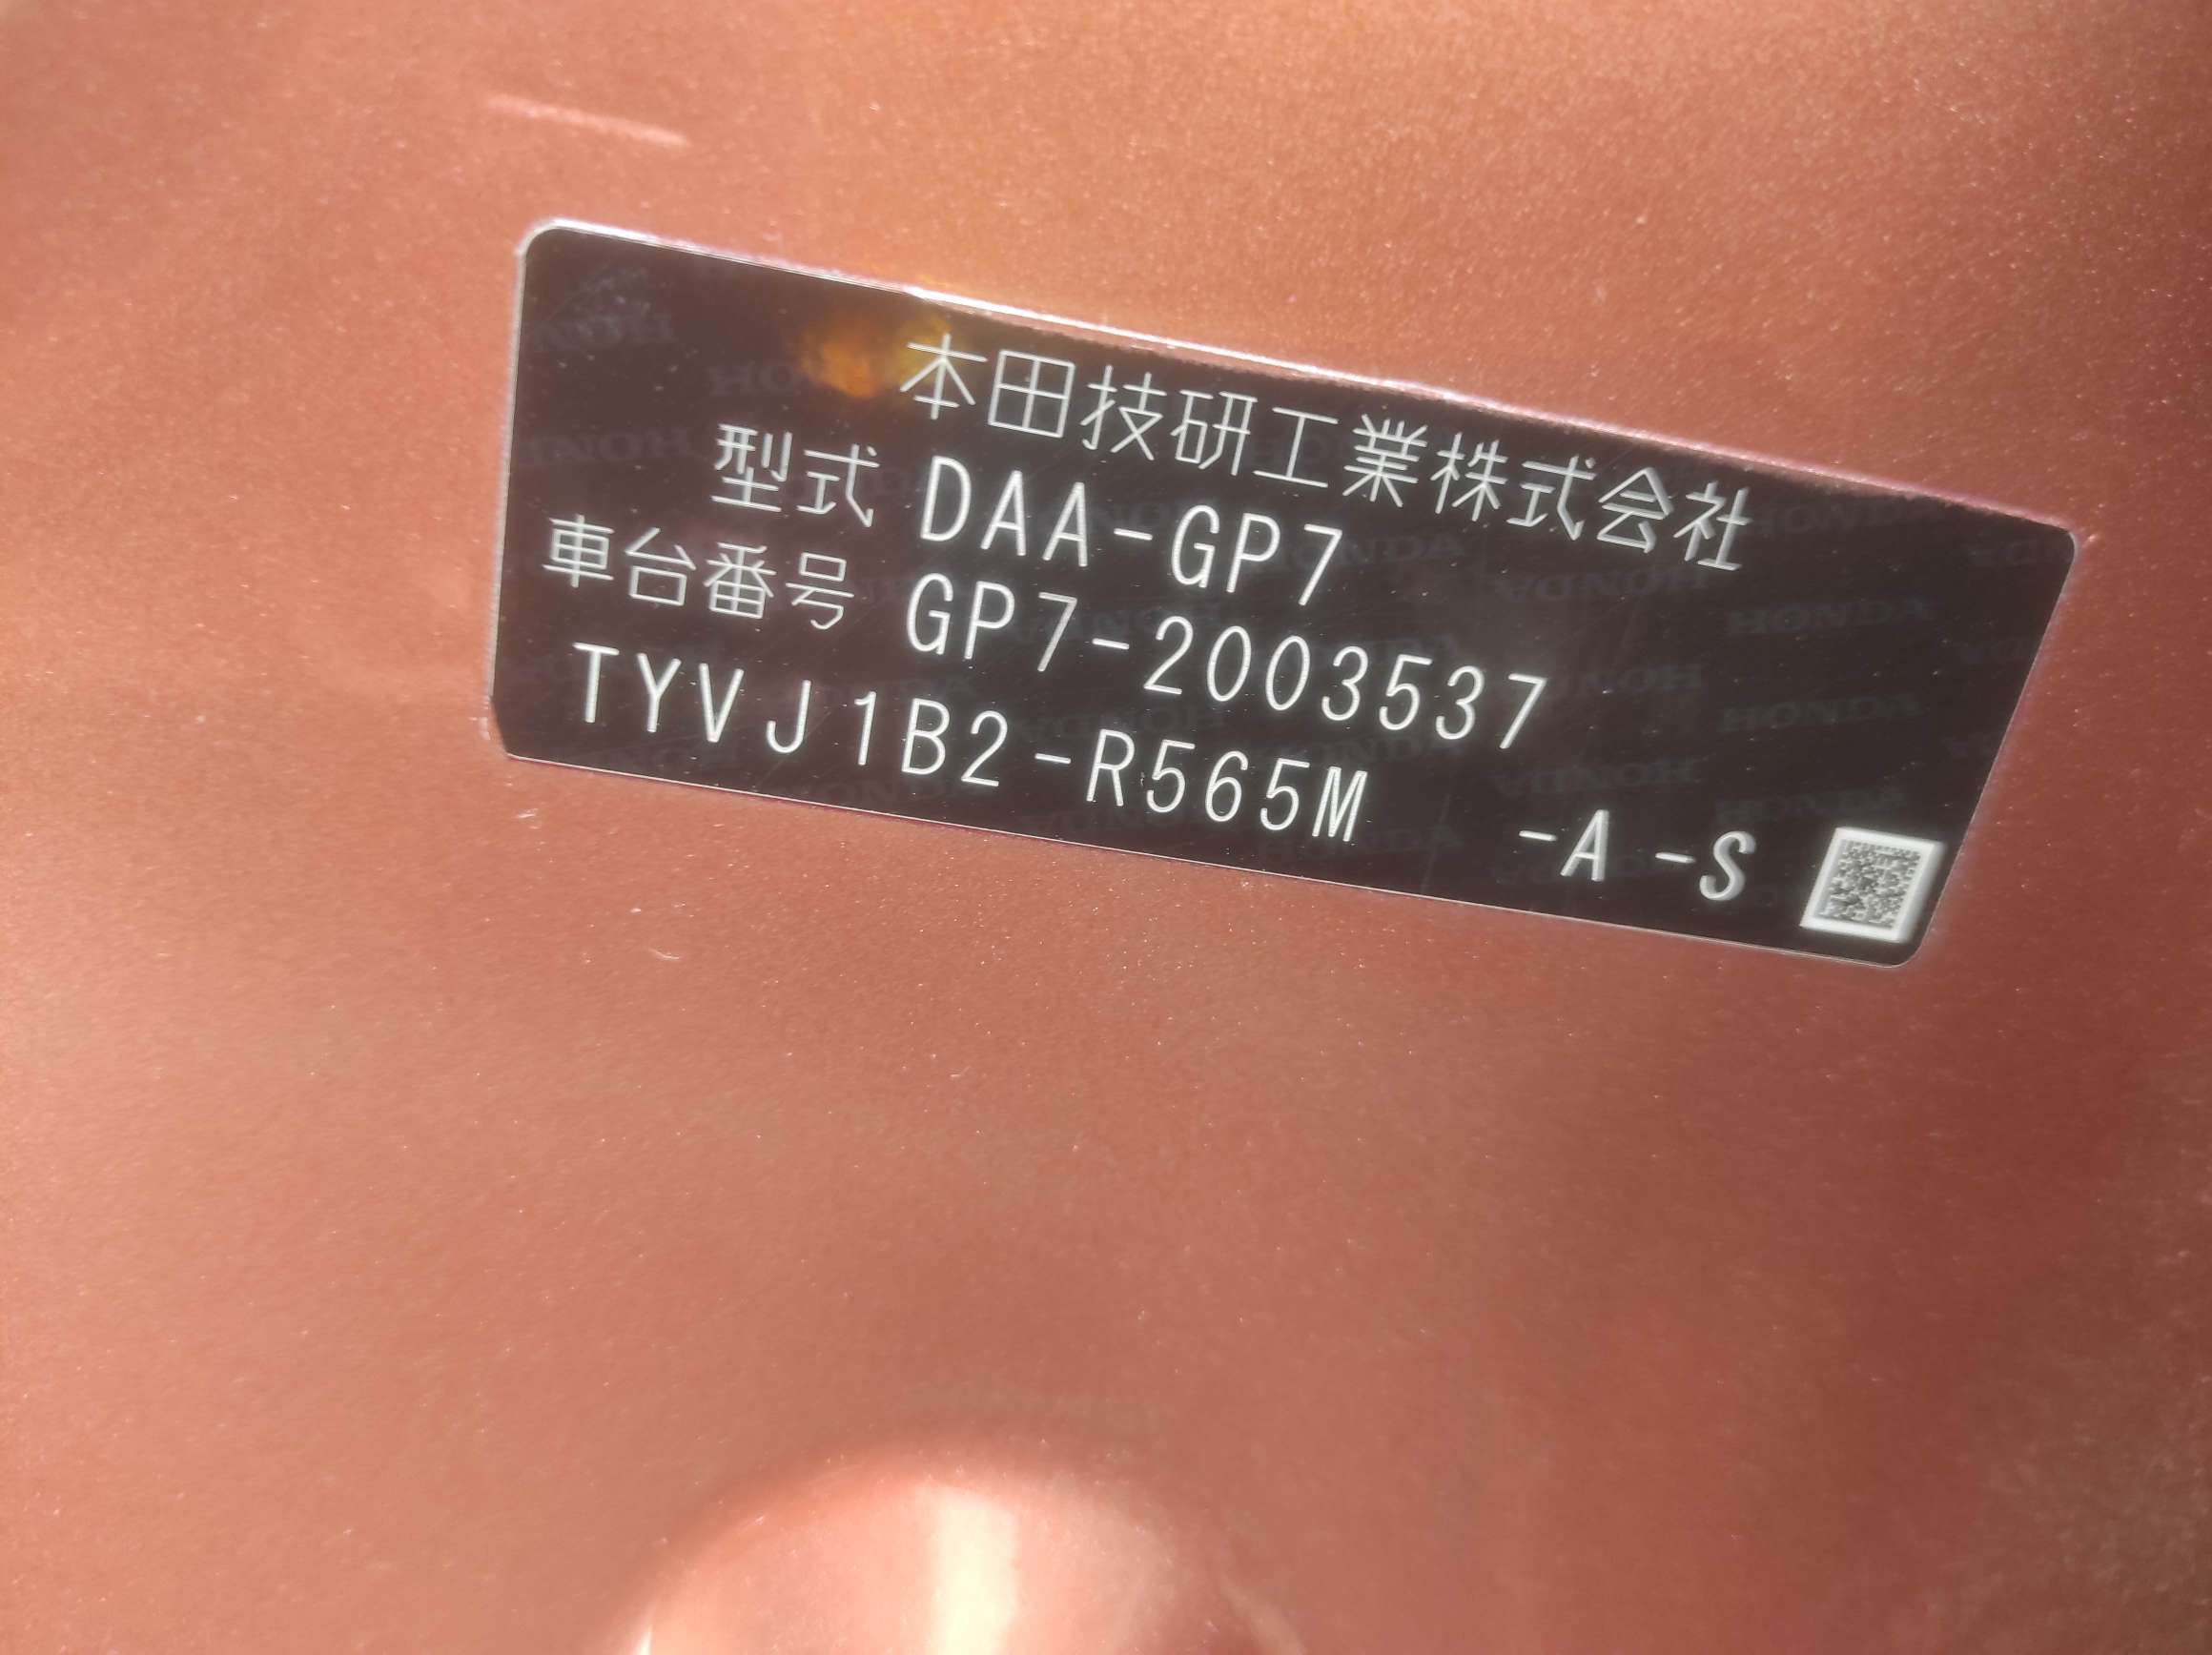 本田技研工業株式会社
型式 DAA-GP7
車台番号 GP7-2003537
TYVJ1B2-R565M -A -S